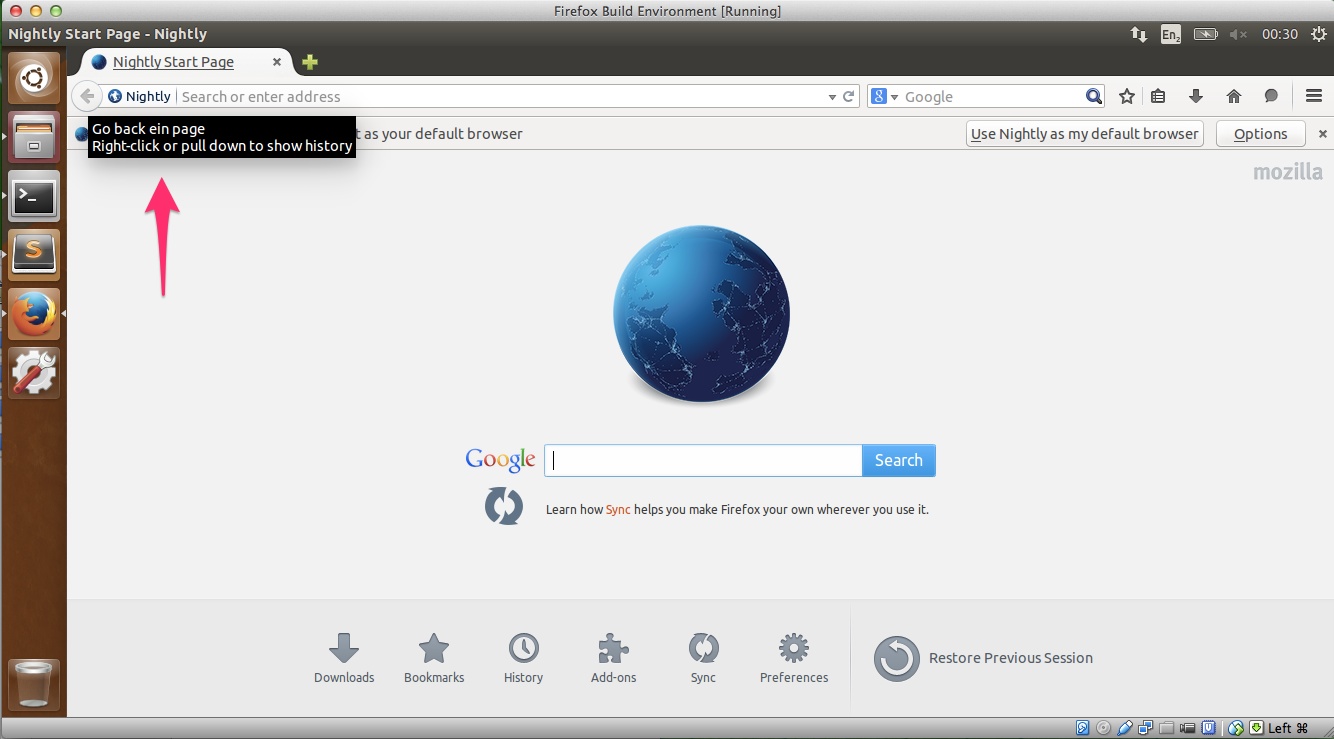 Firefox Build Environment [Running]
Nightly Start Page - Nightly
En2
00:30
Nightly Start Page
Nightly
Search or enter address
8
Google
Go back ein page
Right-click or pull down to show history
t as your default browser
Use Nightly as my default browser
Options
mozilla
S
Google
Search
Learn how Sync helps you make Firefox your own wherever you use it.
Downloads
Bookmarks
History
Add-ons
Sync
Preferences
Restore Previous Session
Left ⌘